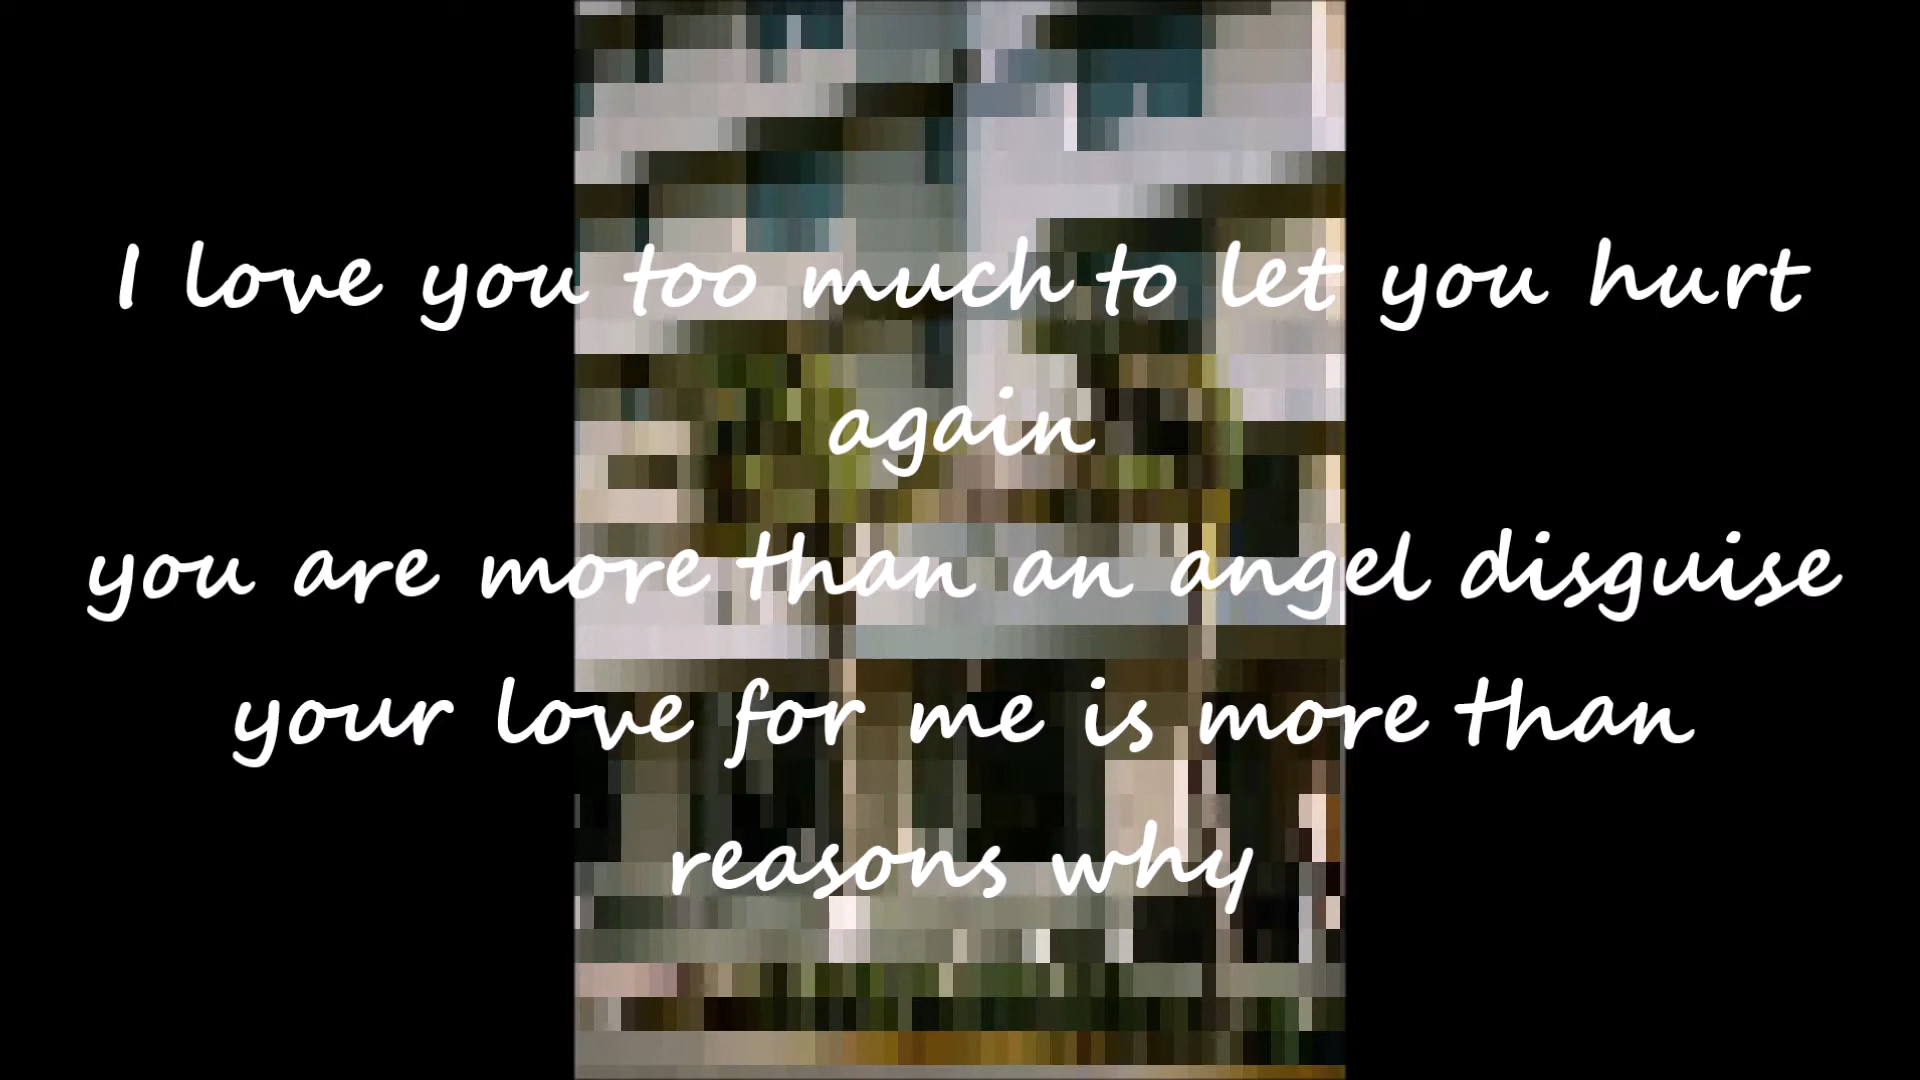 I love you too much to let you hurt
again
you are more than an angel disguise
your love for me is more than
reasons why